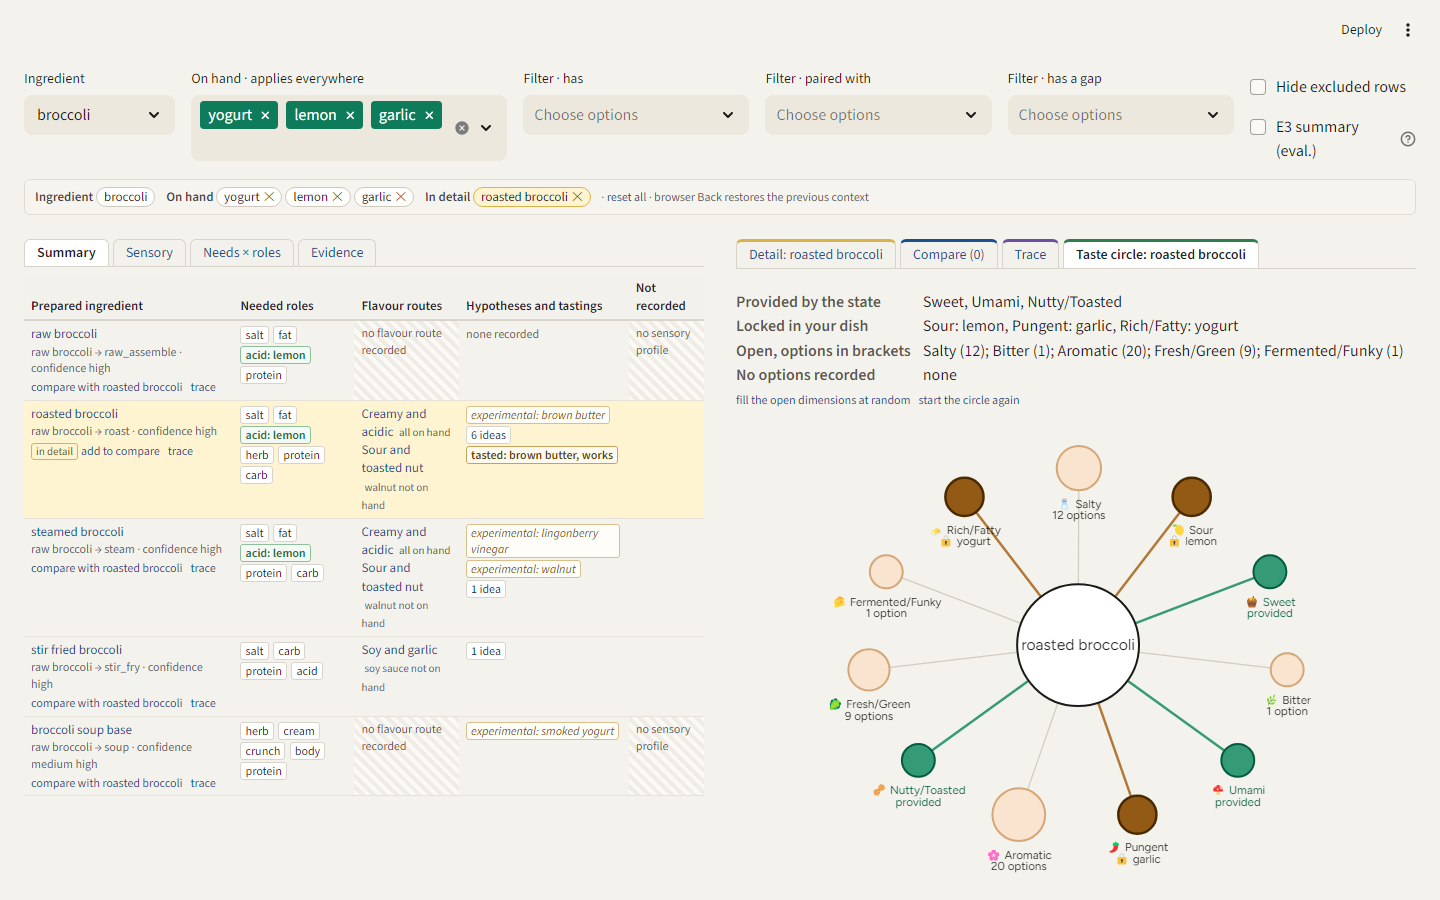 Deploy
Ingredient
broccoli
On hand · applies everywhere
yogurt × lemon × garlic ×
Filter · has
Choose options
Filter · paired with
Choose options
Filter · has a gap
Choose options
Hide excluded rows
E3 summary
(eval.)
Ingredient broccoli On hand yogurt × lemon × garlic × In detail roasted broccoli × · reset all · browser Back restores the previous context
Summary Sensory Needs × roles Evidence
Prepared ingredient Needed roles Flavour routes Hypotheses and tastings Not recorded
raw broccoli
raw broccoli → raw_assemble ·
confidence high
compare with roasted broccoli trace
salt fat
acid: lemon
protein
no flavour route
recorded
none recorded
no sensory
profile
roasted broccoli
raw broccoli → roast · confidence high
in detail add to compare trace
salt fat
acid: lemon
herb protein
carb
Creamy and
acidic all on hand
Sour and
toasted nut
walnut not on
hand
experimental: brown butter
6 ideas
tasted: brown butter, works
steamed broccoli
raw broccoli → steam · confidence high
compare with roasted broccoli trace
salt fat
acid: lemon
protein carb
Creamy and
acidic all on hand
Sour and
toasted nut
walnut not on
hand
experimental: lingonberry
vinegar
experimental: walnut
1 idea
stir fried broccoli
raw broccoli → stir_fry · confidence
high
compare with roasted broccoli trace
salt carb
protein acid
Soy and garlic
soy sauce not on
hand
1 idea
broccoli soup base
raw broccoli → soup · confidence
medium high
compare with roasted broccoli trace
herb cream
crunch body
protein
no flavour route
recorded
experimental: smoked yogurt
no sensory
profile
Detail: roasted broccoli Compare (0) Trace Taste circle: roasted broccoli
Provided by the state Sweet, Umami, Nutty/Toasted
Locked in your dish Sour: lemon, Pungent: garlic, Rich/Fatty: yogurt
Open, options in brackets Salty (12); Bitter (1); Aromatic (20); Fresh/Green (9); Fermented/Funky (1)
No options recorded none
fill the open dimensions at random start the circle again
Salty
12 options
Rich/Fatty
yogurt
Sour
lemon
Fermented/Funky
1 option
Sweet
provided
roasted broccoli
Fresh/Green
9 options
Bitter
1 option
Nutty/Toasted
provided
Umami
provided
Aromatic
20 options
Pungent
garlic